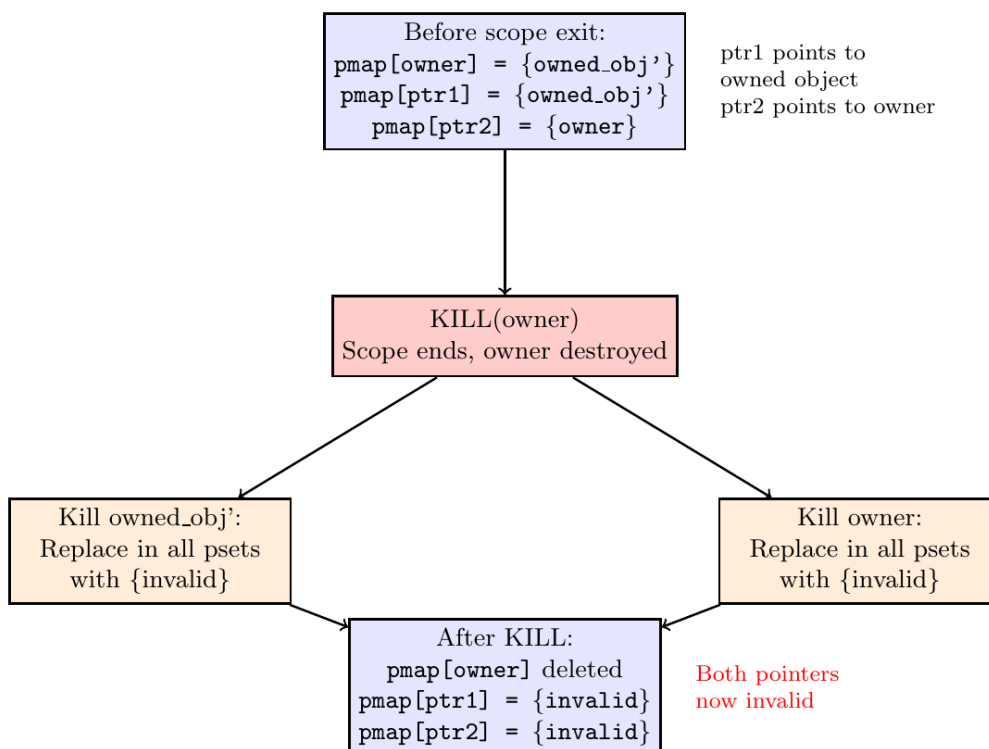 Before scope exit:
pmap[owner] = {owned_obj'}
pmap[ptr1] = {owned_obj'}
pmap[ptr2] = {owner}
ptr1 points to
owned object
ptr2 points to owner
KILL(owner)
Scope ends, owner destroyed
Kill owned_obj':
Replace in all psets
with {invalid}
Kill owner:
Replace in all psets
with {invalid}
After KILL:
pmap[owner] deleted
pmap[ptr1] = {invalid}
pmap[ptr2] = {invalid}
Both pointers
now invalid